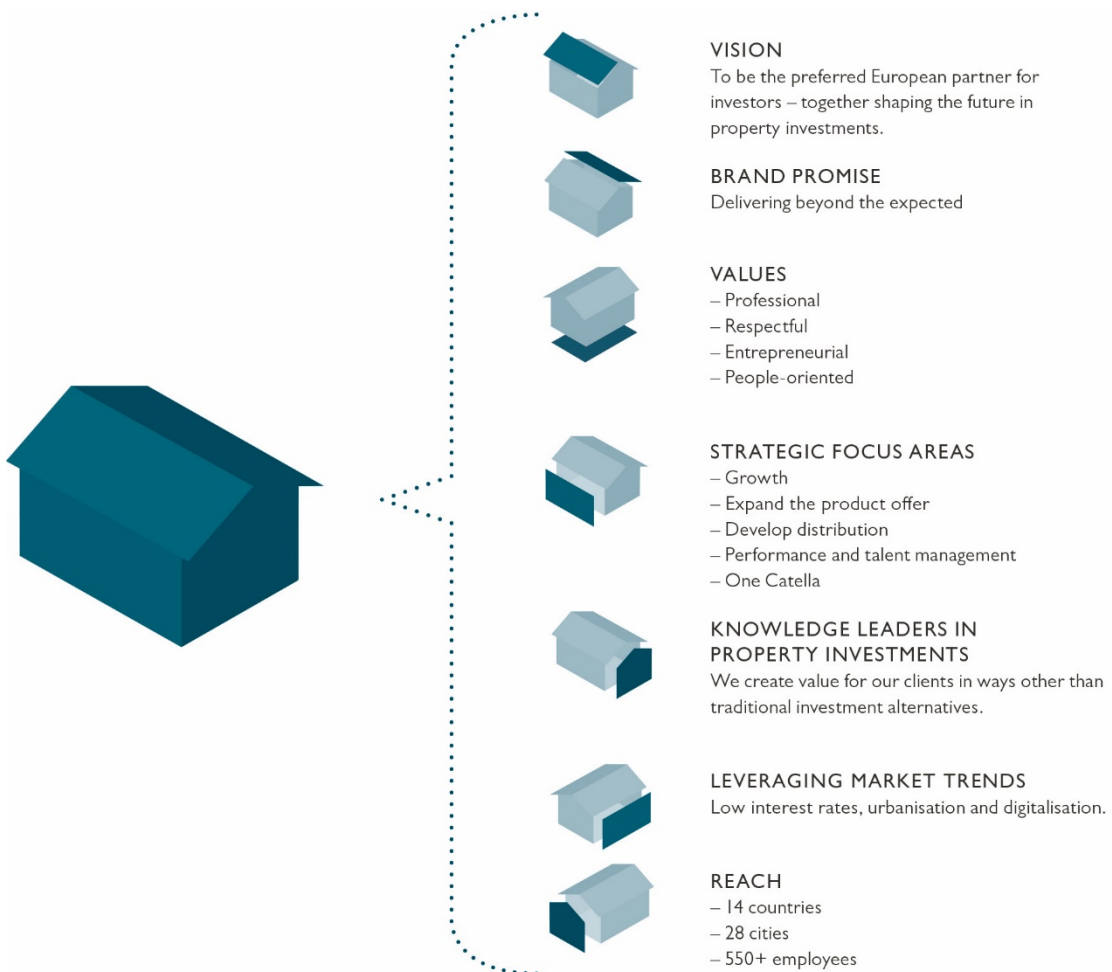 VISION
To be the preferred European partner for
investors – together shaping the future in
property investments.
BRAND PROMISE
Delivering beyond the expected
VALUES
– Professional
– Respectful
– Entrepreneurial
– People-oriented
STRATEGIC FOCUS AREAS
– Growth
– Expand the product offer
– Develop distribution
– Performance and talent management
– One Catella
KNOWLEDGE LEADERS IN
PROPERTY INVESTMENTS
We create value for our clients in ways other than
traditional investment alternatives.
LEVERAGING MARKET TRENDS
Low interest rates, urbanisation and digitalisation.
REACH
– 14 countries
– 28 cities
– 550+ employees